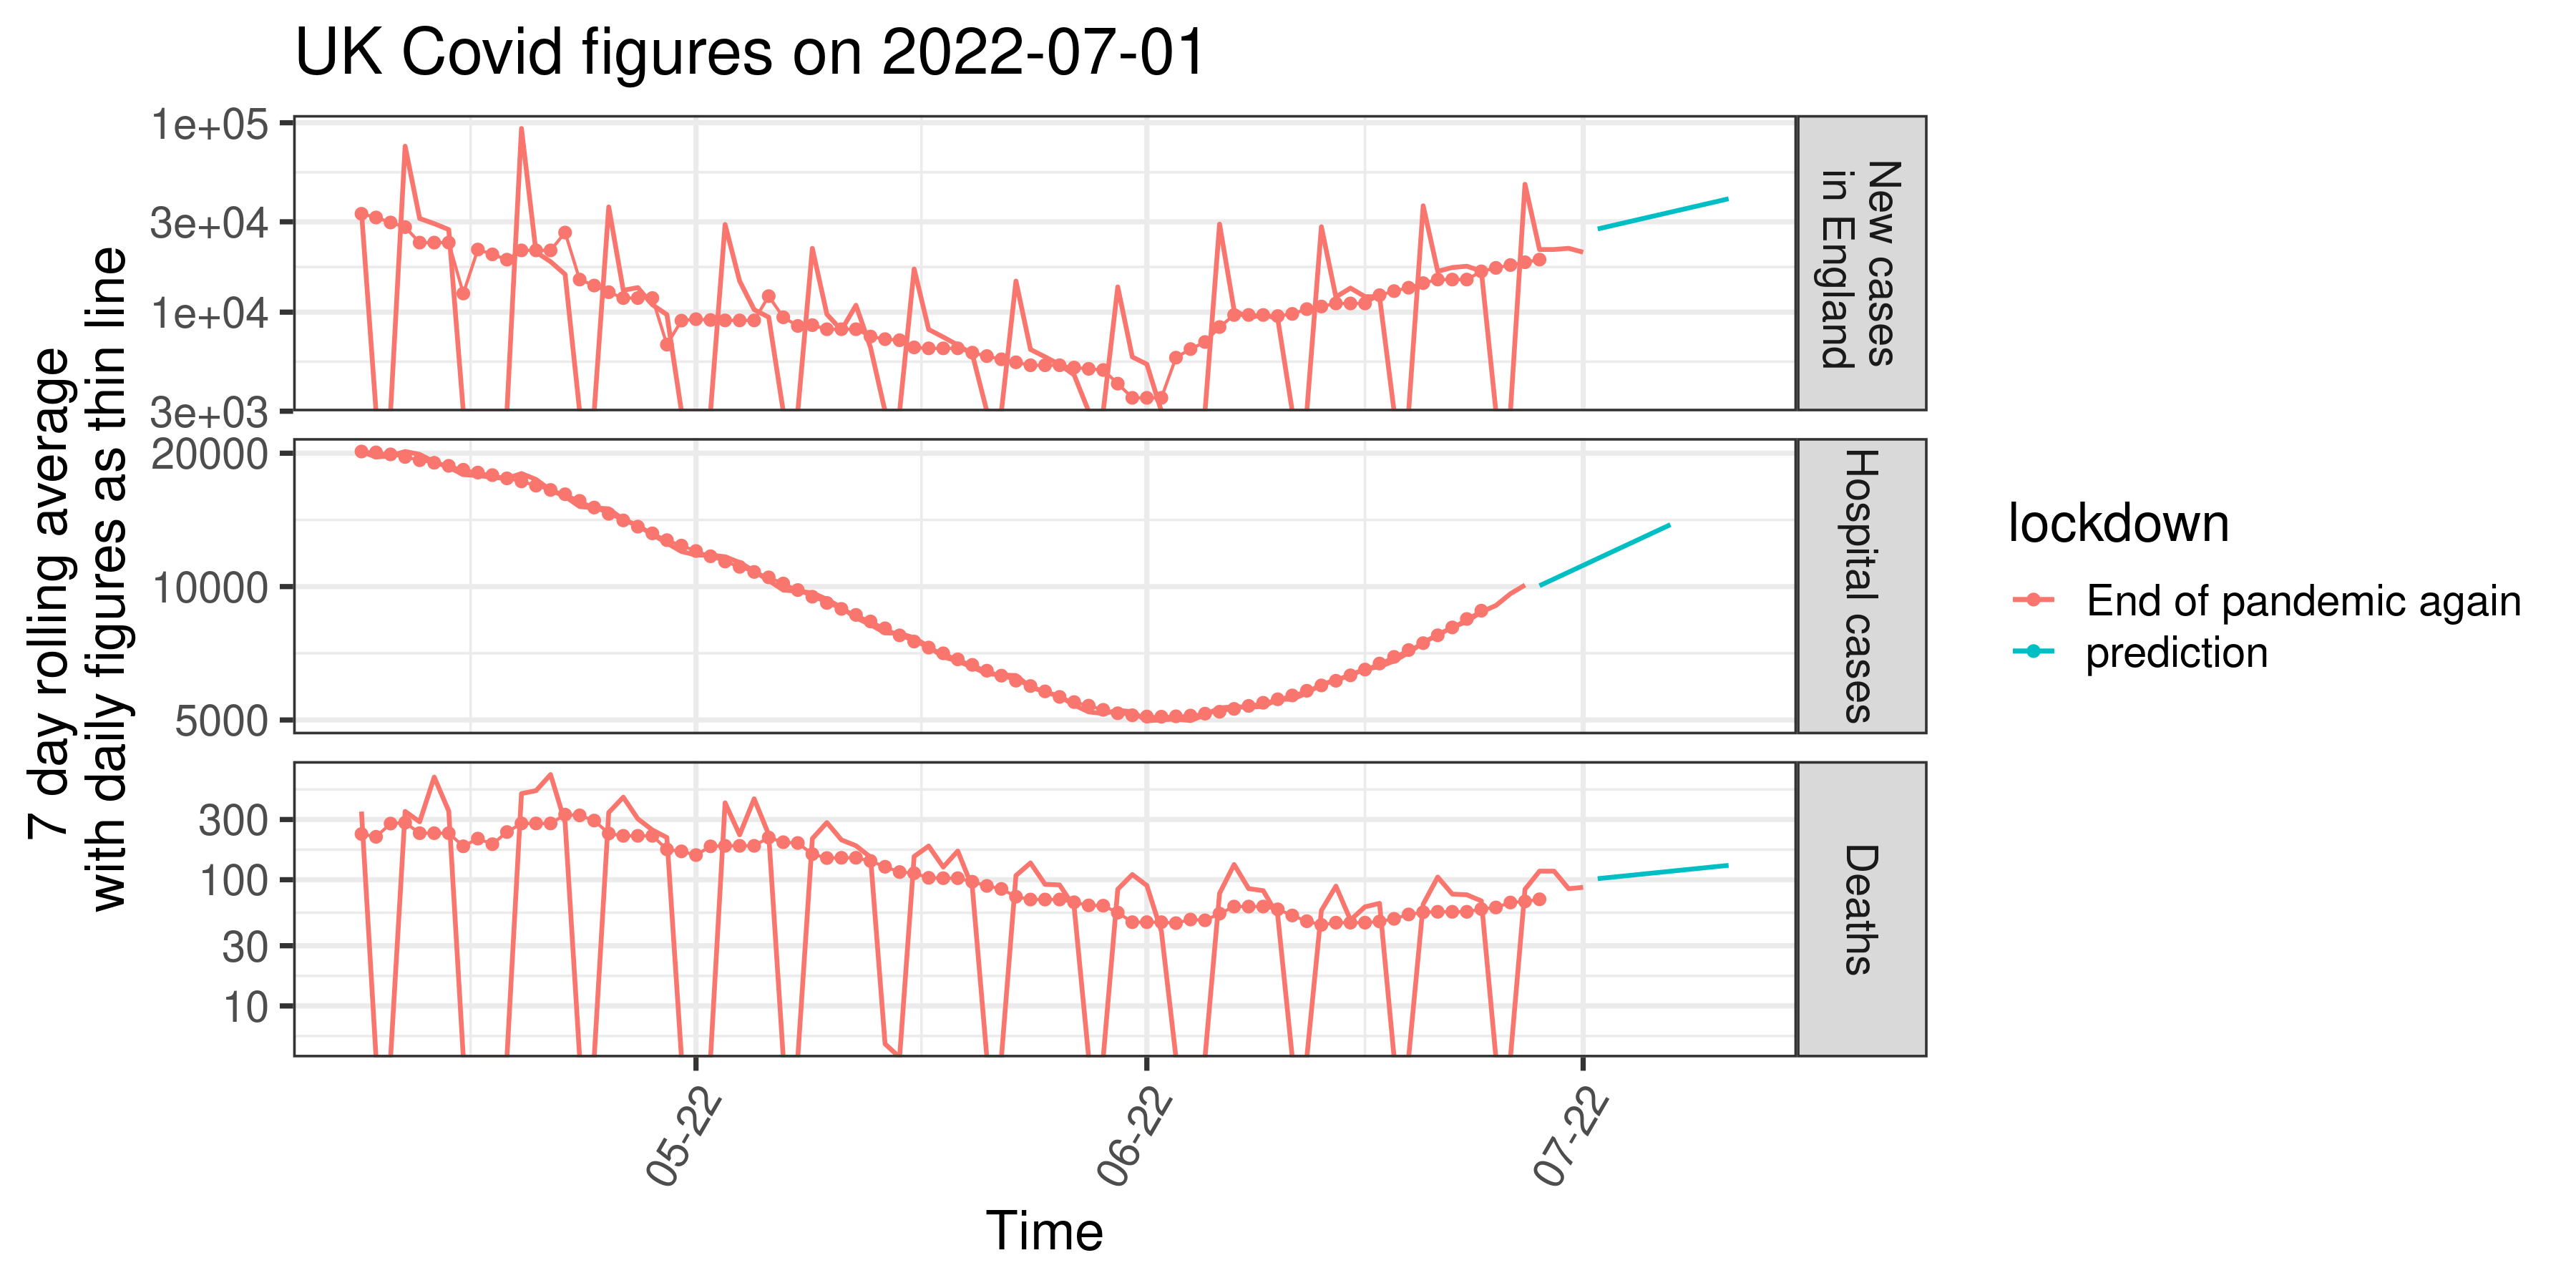 UK Covid figures on 2022-07-01
7 day rolling average
with daily figures as thin line
1e+05
3e+04
1e+04
3e+03
New cases
in England
20000
10000
5000
Hospital cases
300
100
30
10
Deaths
05-22
06-22
07-22
Time
lockdown
End of pandemic again
prediction